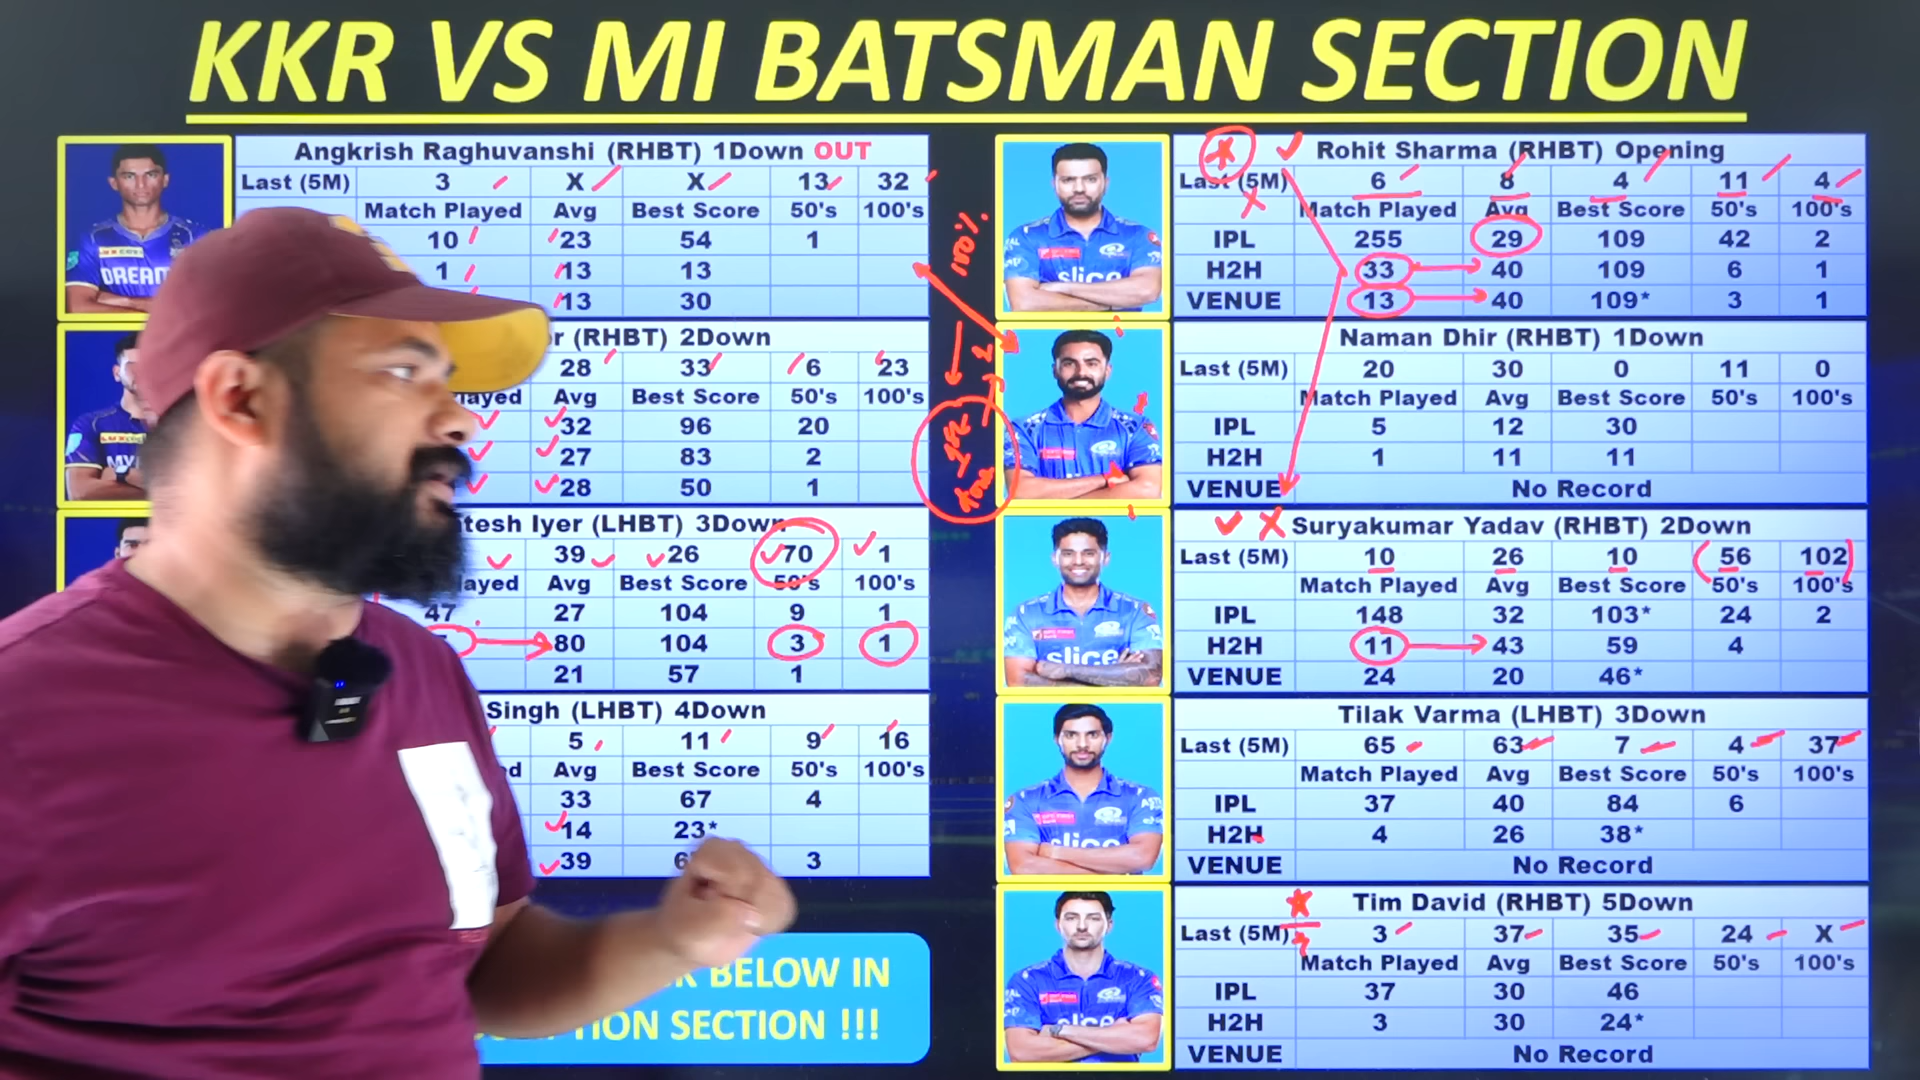 KKR VS MI BATSMAN SECTION
Angkrish Raghuvanshi (RHBT) 1Down OUT
Last (5M) 3 X X 13 32
Match Played Avg Best Score 50's 100's
10 23 54 1
1 13 13
13 30
(RHBT) 2Down
28 33 6 23
Avg Best Score 50's 100's
32 96 20
27 83 2
28 50 1
Iyer (LHBT) 3Down
39 26 70 1
Avg Best Score 50's 100's
47 27 104 9 1
80 104 3 1
21 57 1
Singh (LHBT) 4Down
5 11 9 16
Avg Best Score 50's 100's
33 67 4
14 23*
39 3
BELOW IN
SECTION !!!
100%
Rohit Sharma (RHBT) Opening
Last (5M) 6 8 4 11 4
Match Played Avg Best Score 50's 100's
IPL 255 29 109 42 2
H2H 33 40 109 6 1
VENUE 13 40 109* 3 1
Naman Dhir (RHBT) 1Down
Last (5M) 20 30 0 11 0
Match Played Avg Best Score 50's 100's
IPL 5 12 30
H2H 1 11 11
VENUE No Record
Suryakumar Yadav (RHBT) 2Down
Last (5M) 10 26 10 56 102
Match Played Avg Best Score 50's 100's
IPL 148 32 103* 24 2
H2H 11 43 59 4
VENUE 24 20 46*
Tilak Varma (LHBT) 3Down
Last (5M) 65 63 7 4 37
Match Played Avg Best Score 50's 100's
IPL 37 40 84 6
H2H 4 26 38*
VENUE No Record
Tim David (RHBT) 5Down
Last (5M) 3 37 35 24 X
Match Played Avg Best Score 50's 100's
IPL 37 30 46
H2H 3 30 24*
VENUE No Record
DREAM
slice
slice
slice
slice